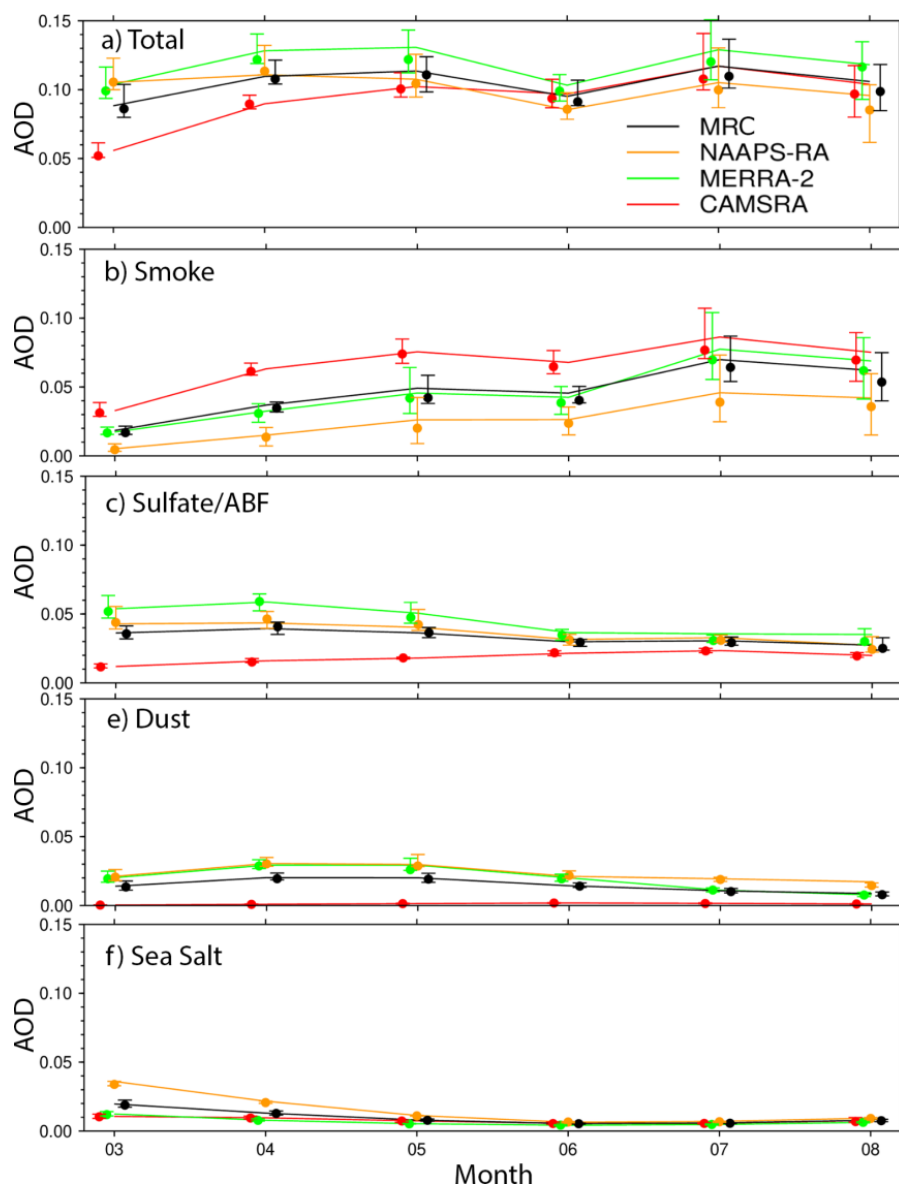 a) Total
AOD
0.15
0.10
0.05
0.00
MRC
NAAPS-RA
MERRA-2
CAMSRA
b) Smoke
AOD
0.15
0.10
0.05
0.00
c) Sulfate/ABF
AOD
0.15
0.10
0.05
0.00
e) Dust
AOD
0.15
0.10
0.05
0.00
f) Sea Salt
AOD
0.15
0.10
0.05
0.00
03 04 05 06 07 08
Month